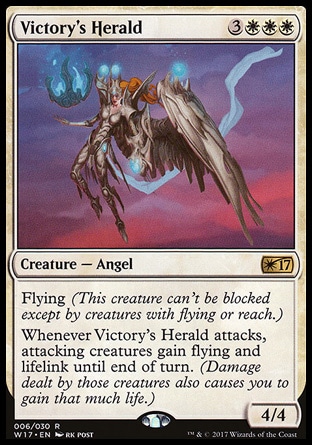 Victory's Herald 3
17
Creature — Angel
Flying (This creature can't be blocked
except by creatures with flying or reach.)
Whenever Victory's Herald attacks,
attacking creatures gain flying and
lifelink until end of turn. (Damage
dealt by those creatures also causes you to
gain that much life.)
4/4
006/030 R
W17 • EN RK POST
™ & © 2017 Wizards of the Coast